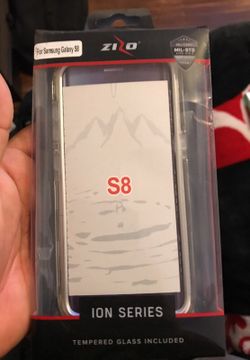 For Samsung Galaxy S8
ZIZO
MIL-STD
S8
ION SERIES
TEMPERED GLASS INCLUDED